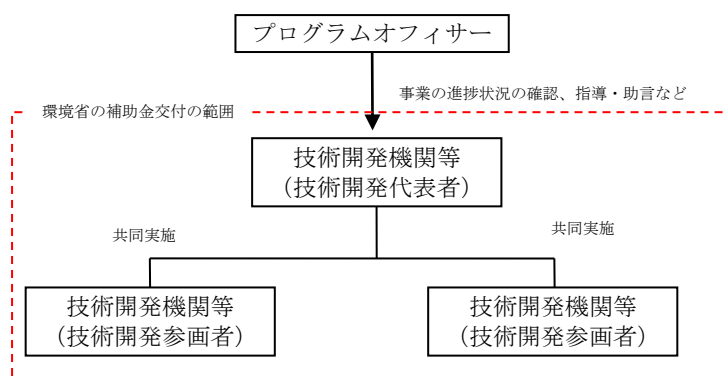 プログラムオフィサー
事業の進捗状況の確認、指導・助言など
環境省の補助金交付の範囲
技術開発機関等
(技術開発代表者)
共同実施
共同実施
技術開発機関等
(技術開発参画者)
技術開発機関等
(技術開発参画者)